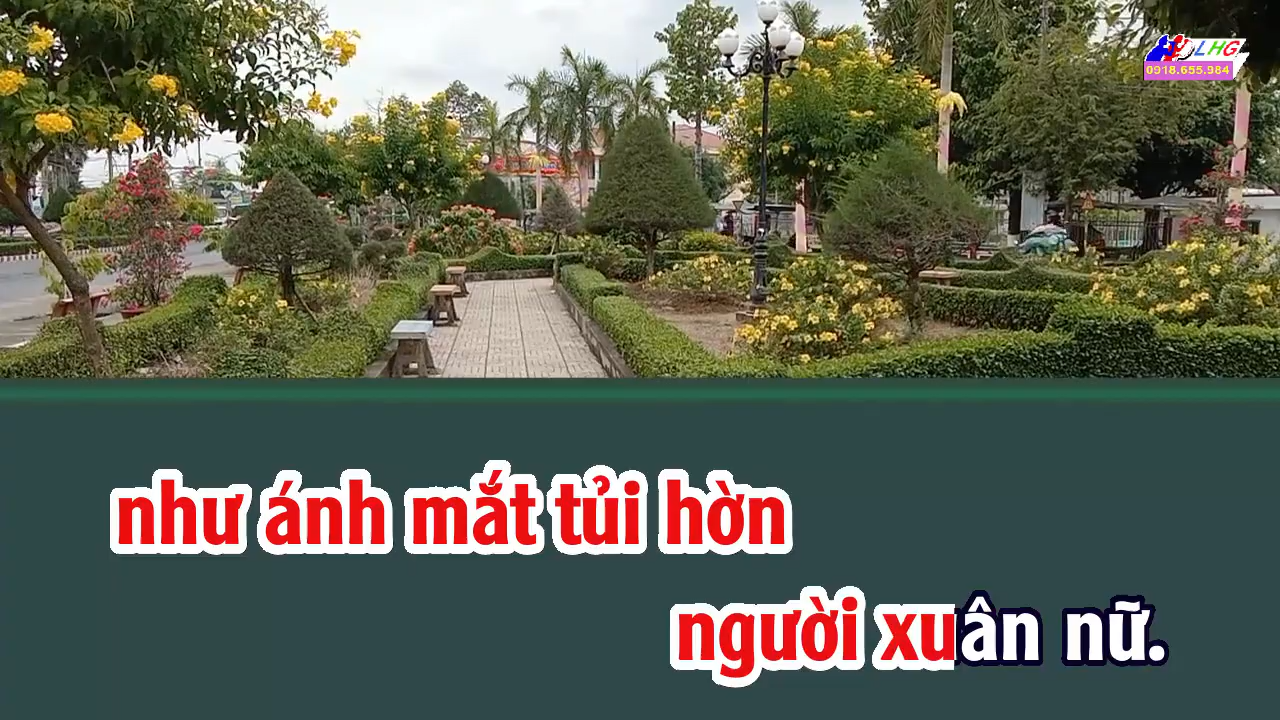 LHG
0918.655.984
như ánh mắt tủi hờn
người xuân nữ.